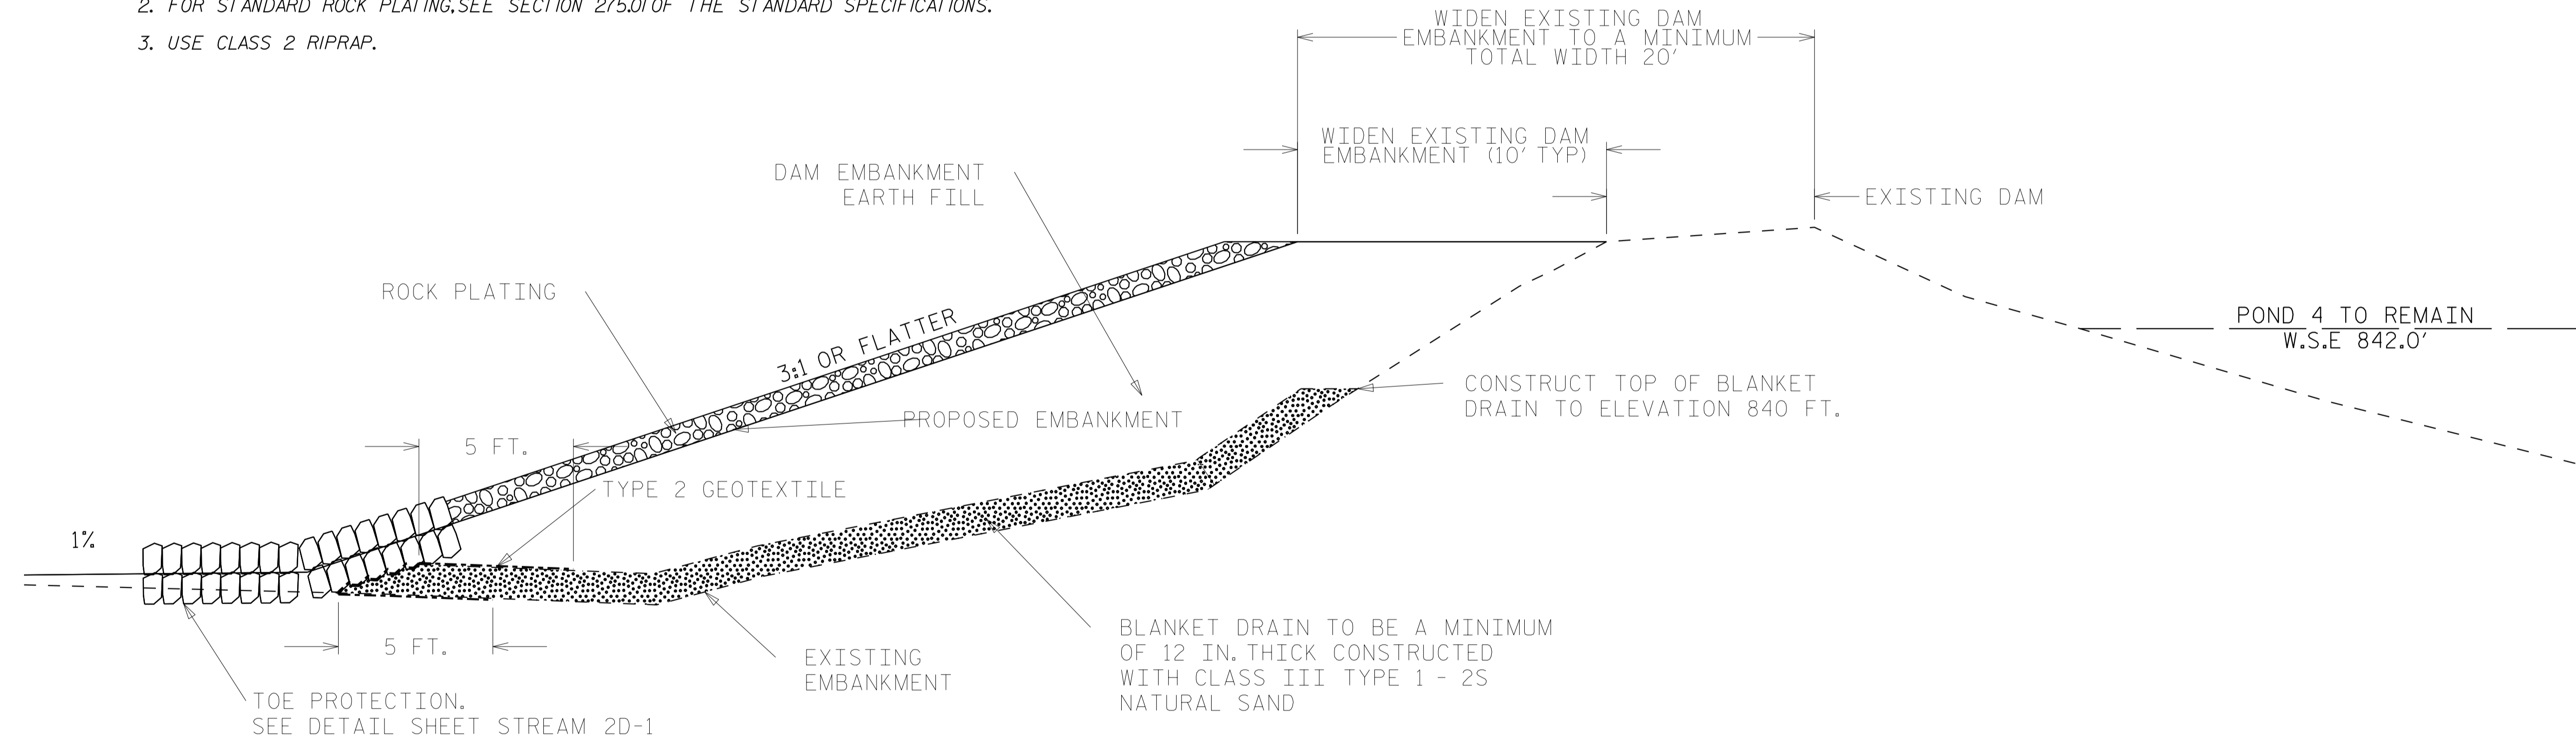 2. FOR STANDARD ROCK PLATING, SEE SECTION 275.01 OF THE STANDARD SPECIFICATIONS.
3. USE CLASS 2 RIPRAP.
WIDEN EXISTING DAM
EMBANKMENT TO A MINIMUM
TOTAL WIDTH 20'
WIDEN EXISTING DAM
EMBANKMENT (10' TYP)
DAM EMBANKMENT
EARTH FILL
EXISTING DAM
ROCK PLATING
3:1 OR FLATTER
POND 4 TO REMAIN
W.S.E 842.0'
CONSTRUCT TOP OF BLANKET
DRAIN TO ELEVATION 840 FT.
PROPOSED EMBANKMENT
5 FT.
TYPE 2 GEOTEXTILE
1%
5 FT.
EXISTING
EMBANKMENT
BLANKET DRAIN TO BE A MINIMUM
OF 12 IN. THICK CONSTRUCTED
WITH CLASS III TYPE 1 - 2S
NATURAL SAND
TOE PROTECTION.
SEE DETAIL SHEET STREAM 2D-1